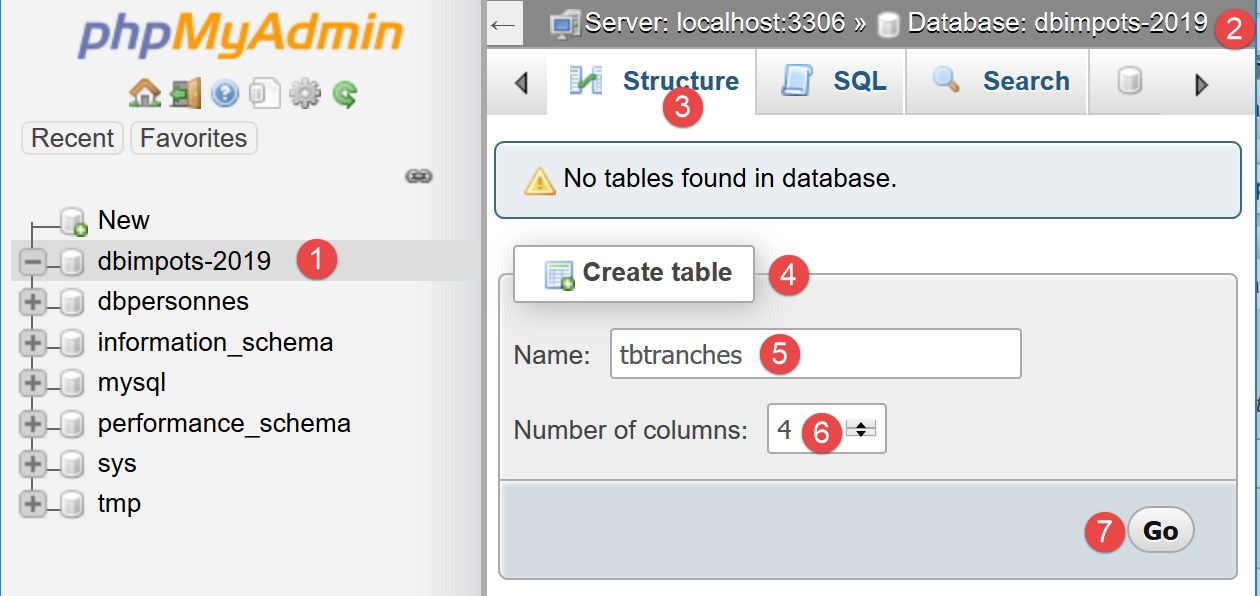 phpMyAdmin
Recent Favorites
New
dbimpots-2019 1
dbpersonnes
information_schema
mysql
performance_schema
sys
tmp
← Server: localhost:3306 » Database: dbimpots-2019 2
Structure SQL Search
3
No tables found in database.
Create table 4
Name: tbtranches 5
Number of columns: 4 6
7 Go